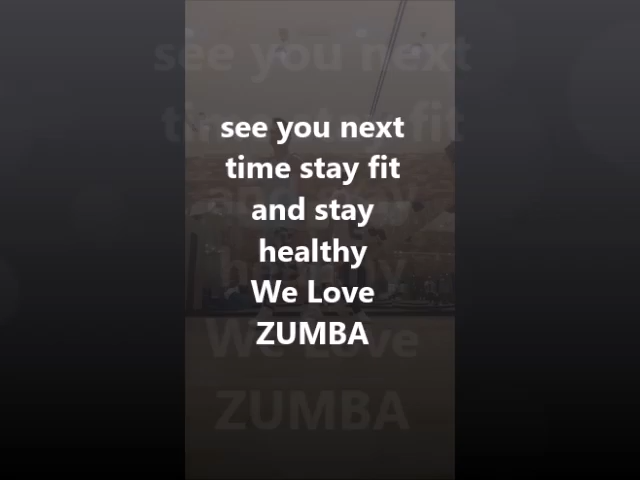 see you next
time stay fit
and stay
healthy
We Love
ZUMBA